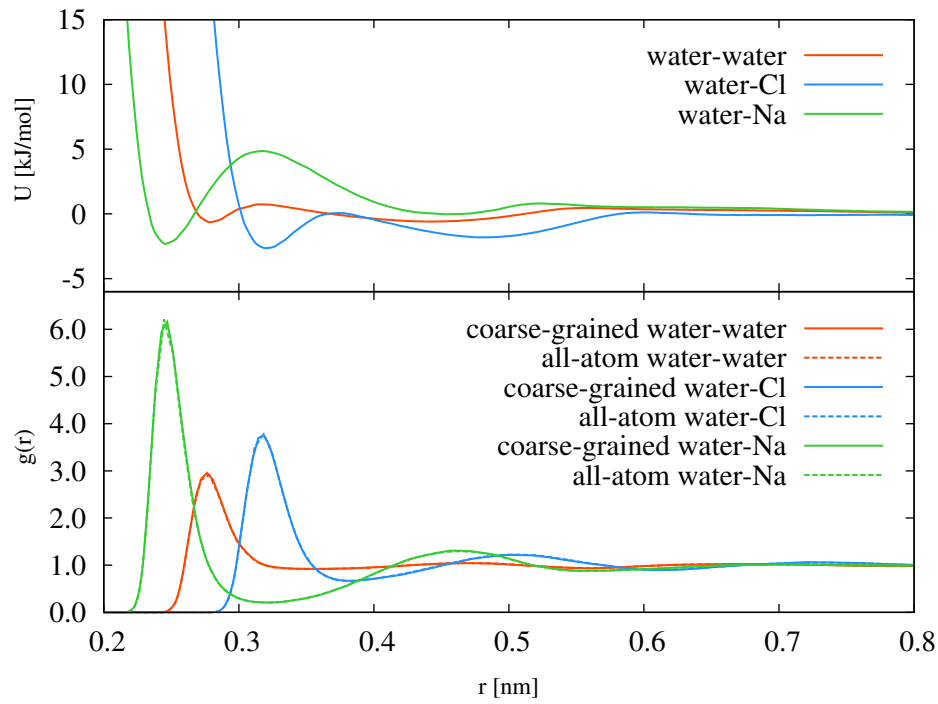 15
10
5
0
-5
U [kJ/mol]
water-water
water-Cl
water-Na
6.0
5.0
4.0
3.0
2.0
1.0
0.0
g(r)
coarse-grained water-water
all-atom water-water
coarse-grained water-Cl
all-atom water-Cl
coarse-grained water-Na
all-atom water-Na
0.2 0.3 0.4 0.5 0.6 0.7 0.8
r [nm]